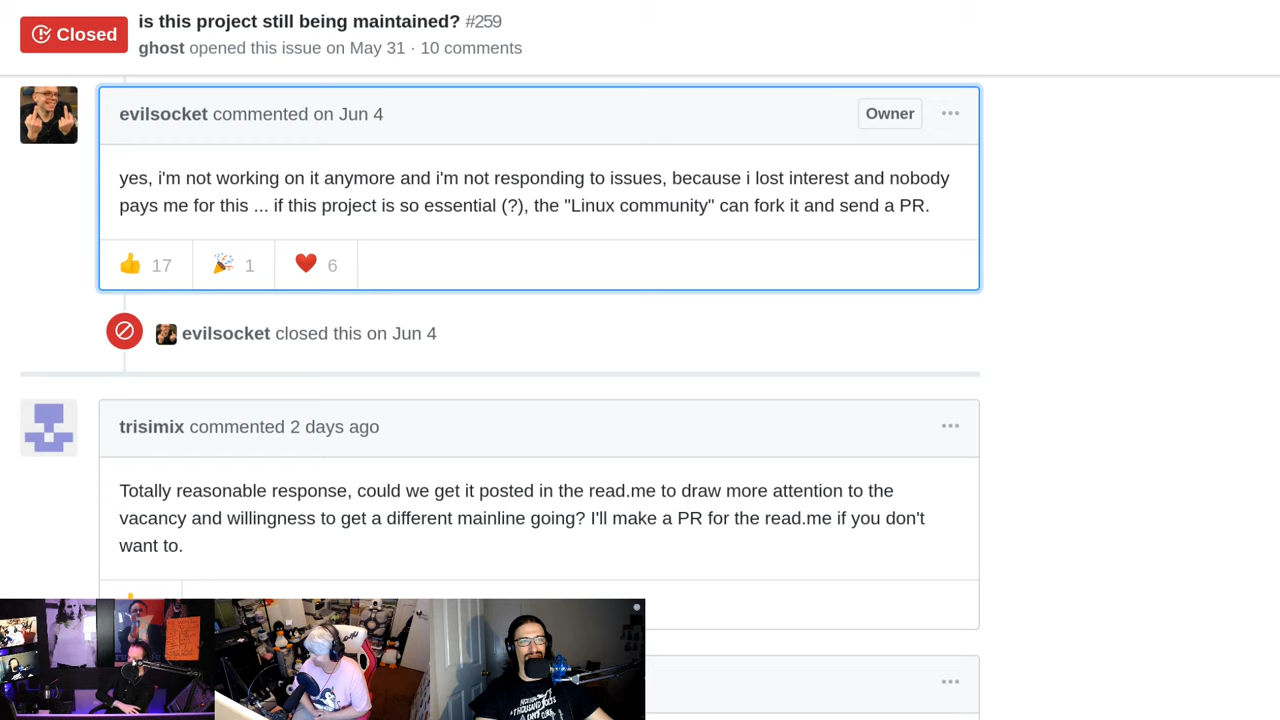 Closed
is this project still being maintained? #259
ghost opened this issue on May 31 · 10 comments
evilsocket commented on Jun 4
Owner
yes, i'm not working on it anymore and i'm not responding to issues, because i lost interest and nobody
pays me for this ... if this project is so essential (?), the "Linux community" can fork it and send a PR.
👍 17 🎉 1 ❤️ 6
evilsocket closed this on Jun 4
trisimix commented 2 days ago
Totally reasonable response, could we get it posted in the read.me to draw more attention to the
vacancy and willingness to get a different mainline going? I'll make a PR for the read.me if you don't
want to.
THOUSAND BOLTS